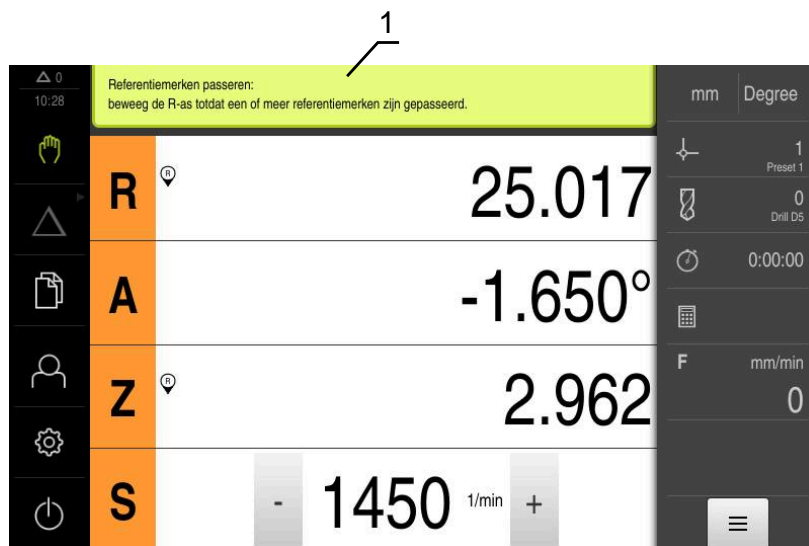 1
0
10:28
Referentiemerken passeren:
beweeg de R-as totdat een of meer referentiemerken zijn gepasseerd.
R
R
25.017
A
-1.650°
Z
R
2.962
S
-
1450
1/min
+
mm
Degree
1
Preset 1
0
Drill D5
0:00:00
F
mm/min
0